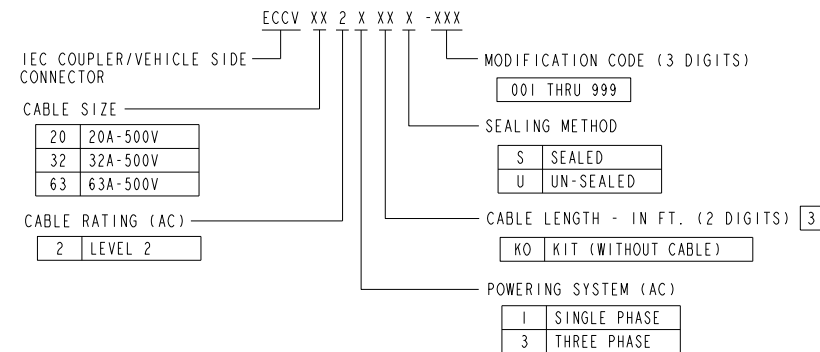 ECCV XX 2 X XX X -XXX
IEC COUPLER/VEHICLE SIDE
CONNECTOR
CABLE SIZE
20 20A-500V
32 32A-500V
63 63A-500V
CABLE RATING (AC)
2 LEVEL 2
MODIFICATION CODE (3 DIGITS)
001 THRU 999
SEALING METHOD
S SEALED
U UN-SEALED
CABLE LENGTH - IN FT. (2 DIGITS) 3
K0 KIT (WITHOUT CABLE)
POWERING SYSTEM (AC)
1 SINGLE PHASE
3 THREE PHASE